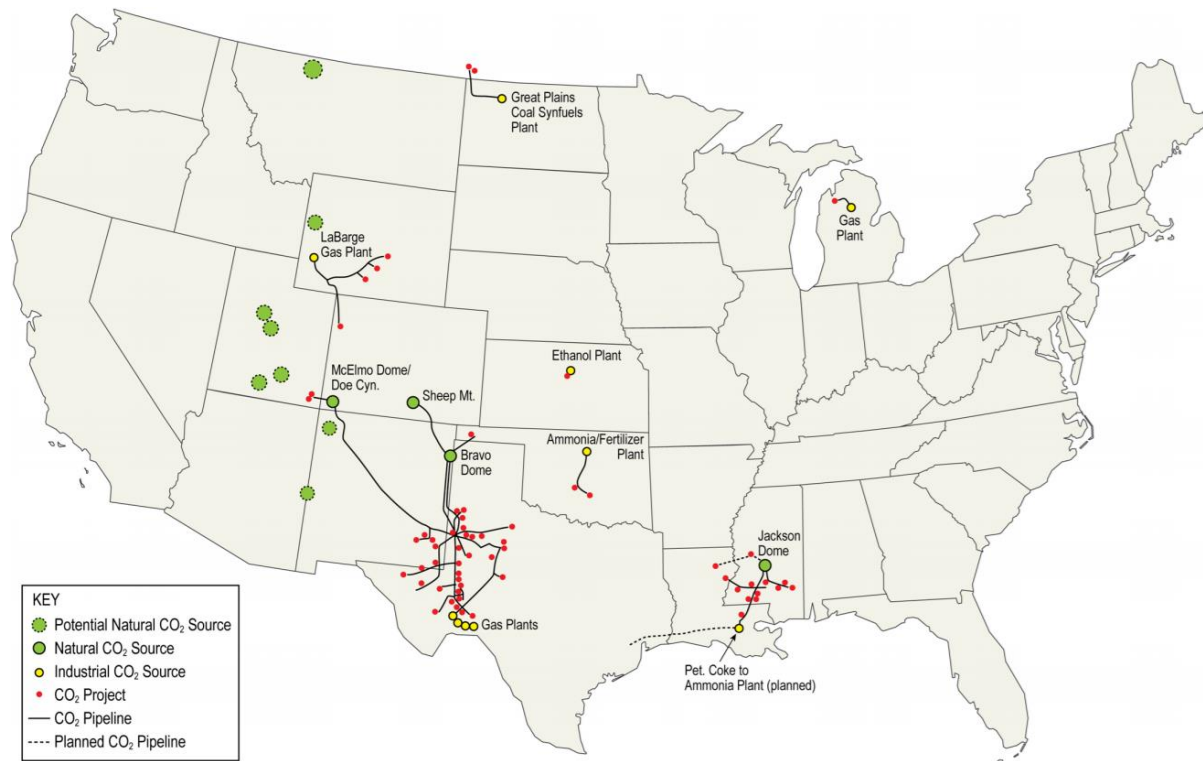 Great Plains
Coal Synfuels
Plant
LaBarge
Gas Plant
Gas
Plant
McElmo Dome/
Doe Cyn.
Sheep Mt.
Ethanol Plant
Ammonia/Fertilizer
Plant
Bravo
Dome
Jackson
Dome
Gas Plants
Pet. Coke to
Ammonia Plant (planned)
KEY
Potential Natural CO₂ Source
Natural CO₂ Source
Industrial CO₂ Source
CO₂ Project
CO₂ Pipeline
Planned CO₂ Pipeline